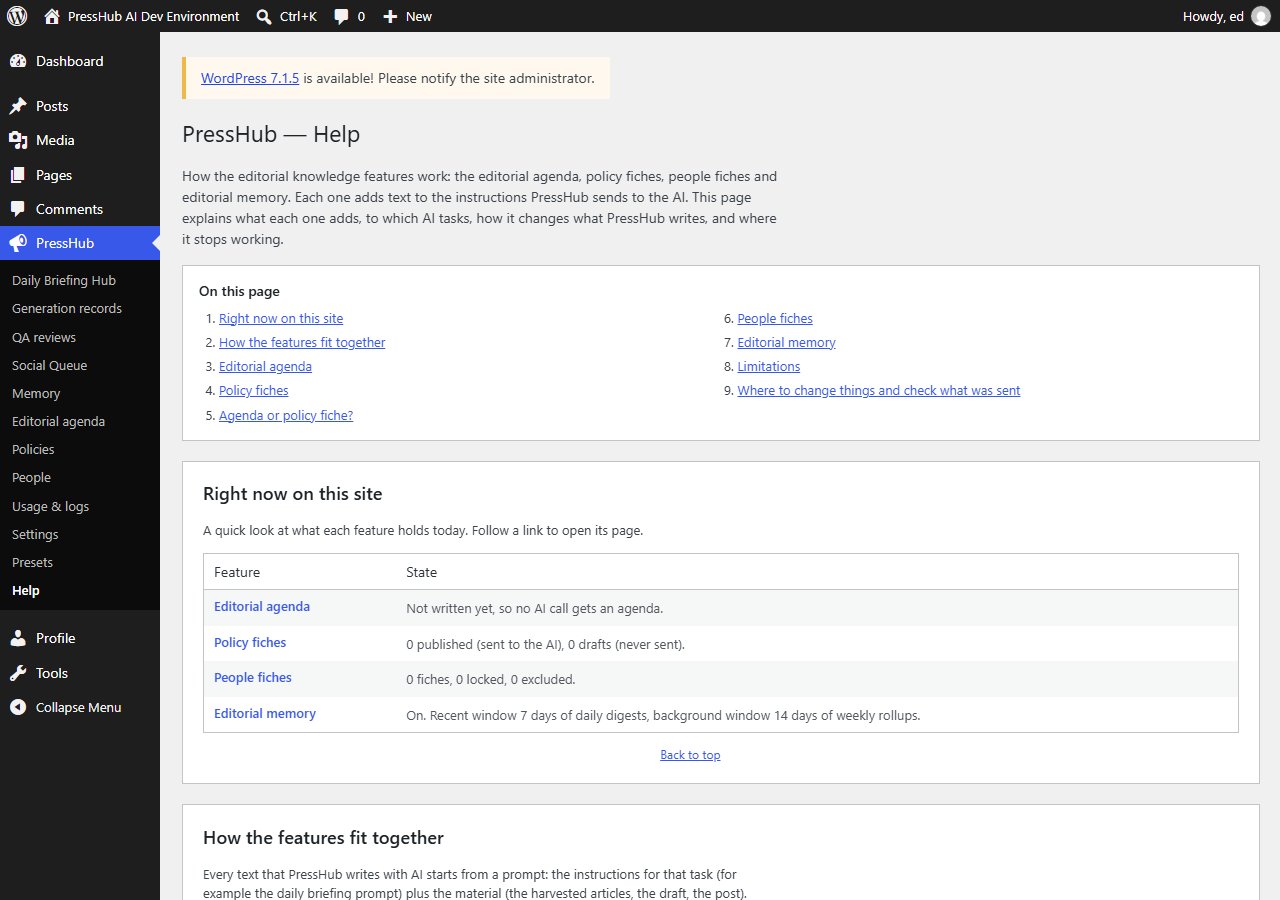 PressHub AI Dev Environment
Ctrl+K
0
New
Howdy, ed
Dashboard
Posts
Media
Pages
Comments
PressHub
Daily Briefing Hub
Generation records
QA reviews
Social Queue
Memory
Editorial agenda
Policies
People
Usage & logs
Settings
Presets
Help
Profile
Tools
Collapse Menu
WordPress 7.1.5 is available! Please notify the site administrator.
PressHub — Help
How the editorial knowledge features work: the editorial agenda, policy fiches, people fiches and
editorial memory. Each one adds text to the instructions PressHub sends to the AI. This page
explains what each one adds, to which AI tasks, how it changes what PressHub writes, and where
it stops working.
On this page
1. Right now on this site
2. How the features fit together
3. Editorial agenda
4. Policy fiches
5. Agenda or policy fiche?
6. People fiches
7. Editorial memory
8. Limitations
9. Where to change things and check what was sent
Right now on this site
A quick look at what each feature holds today. Follow a link to open its page.
Feature State
Editorial agenda Not written yet, so no AI call gets an agenda.
Policy fiches 0 published (sent to the AI), 0 drafts (never sent).
People fiches 0 fiches, 0 locked, 0 excluded.
Editorial memory On. Recent window 7 days of daily digests, background window 14 days of weekly rollups.
Back to top
How the features fit together
Every text that PressHub writes with AI starts from a prompt: the instructions for that task (for
example the daily briefing prompt) plus the material (the harvested articles, the draft, the post).